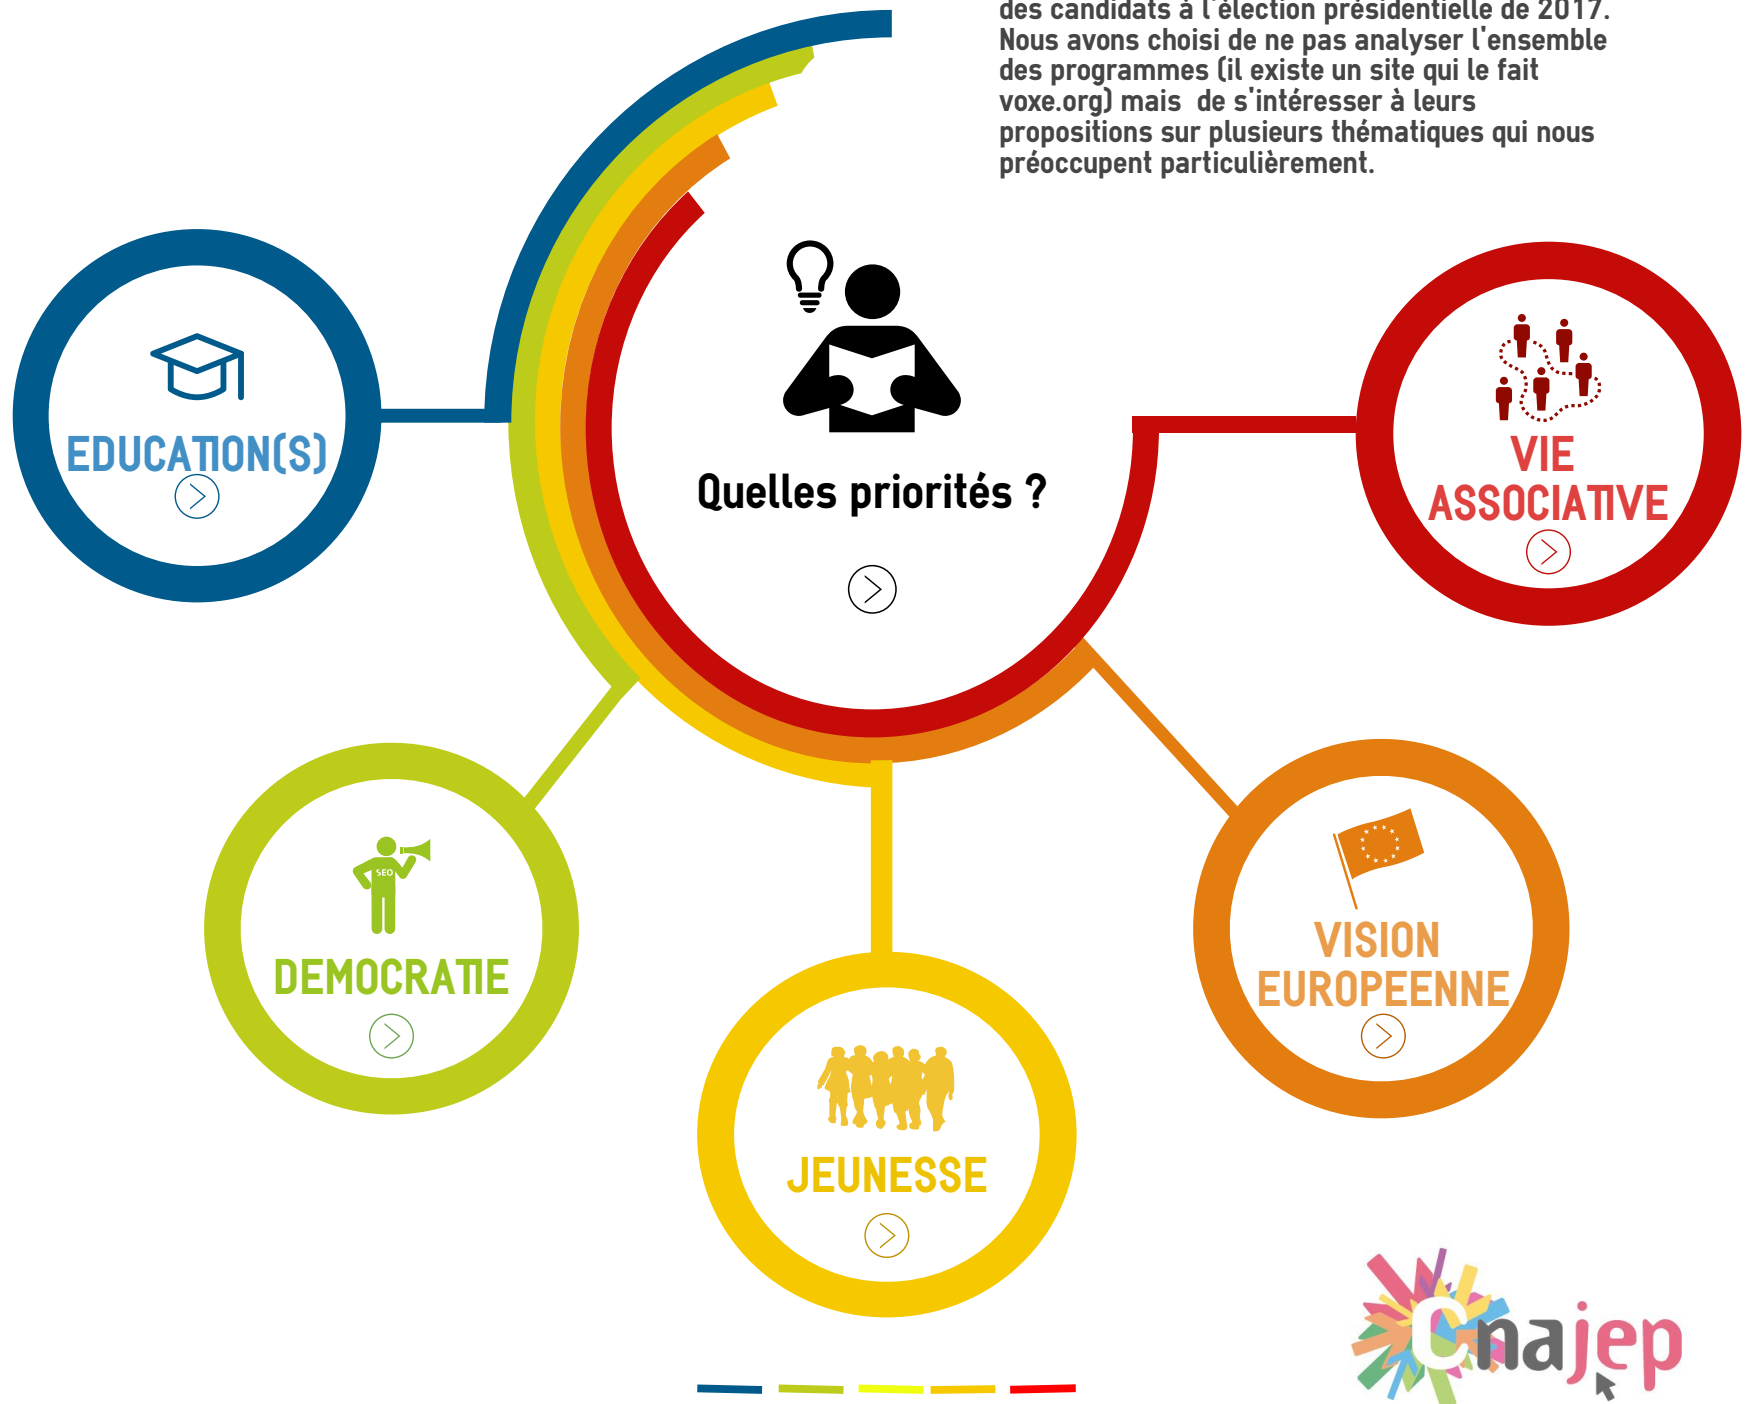 des candidats à l'élection présidentielle de 2017.
Nous avons choisi de ne pas analyser l'ensemble
des programmes (il existe un site qui le fait
voxe.org) mais de s'intéresser à leurs
propositions sur plusieurs thématiques qui nous
préoccupent particulièrement.
EDUCATION(S)
Quelles priorités ?
VIE
ASSOCIATIVE
SEO
DEMOCRATIE
VISION
EUROPEENNE
JEUNESSE
Cnajep